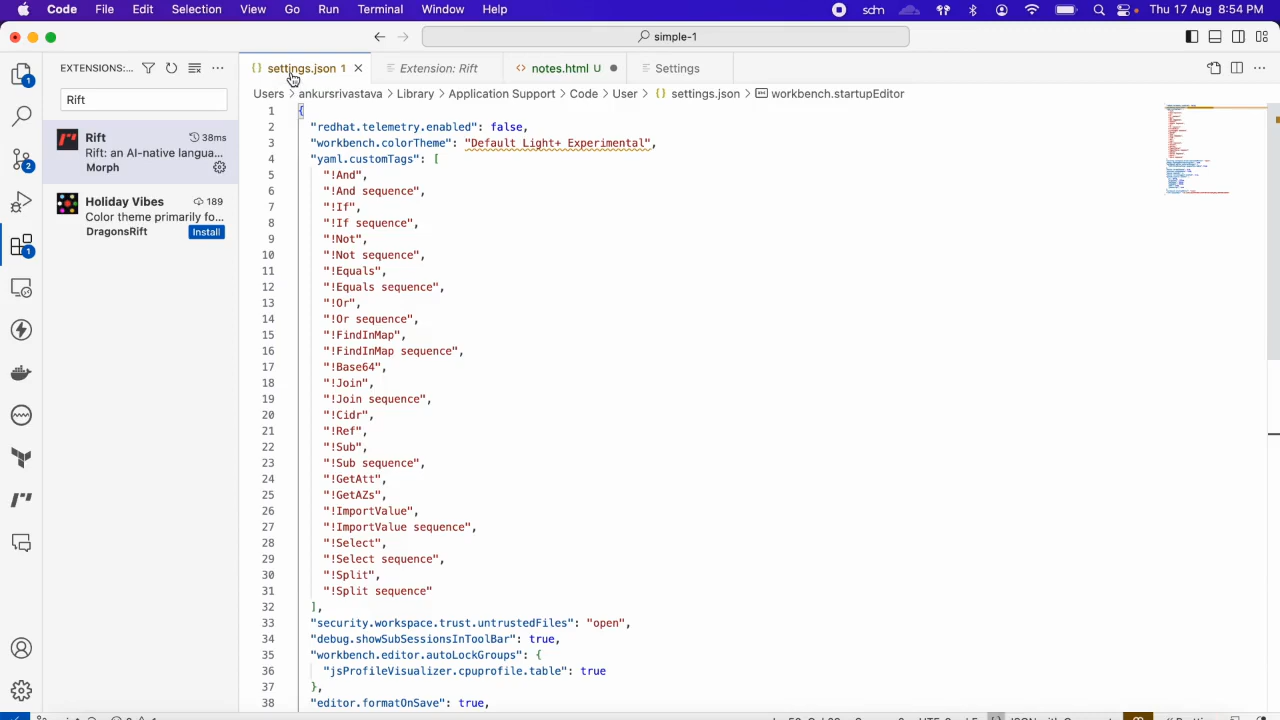 Code File Edit Selection View Go Run Terminal Window Help sdm Thu 17 Aug 8:54 PM
simple-1
EXTENSIONS:... ···
settings.json 1 Extension: Rift <> notes.html U Settings ···
Rift
Users > ankursrivastava > Library > Application Support > Code > User > {} settings.json > workbench.startupEditor
Rift 38ms
Rift: an AI-native langua...
Morph
Holiday Vibes 189
Color theme primarily fo...
DragonsRift Install
1
2
1
1 {
2 "redhat.telemetry.enabled": false,
3 "workbench.colorTheme": "Default Light+ Experimental",
4 "yaml.customTags": [
5 "!And",
6 "!And sequence",
7 "!If",
8 "!If sequence",
9 "!Not",
10 "!Not sequence",
11 "!Equals",
12 "!Equals sequence",
13 "!Or",
14 "!Or sequence",
15 "!FindInMap",
16 "!FindInMap sequence",
17 "!Base64",
18 "!Join",
19 "!Join sequence",
20 "!Cidr",
21 "!Ref",
22 "!Sub",
23 "!Sub sequence",
24 "!GetAtt",
25 "!GetAZs",
26 "!ImportValue",
27 "!ImportValue sequence",
28 "!Select",
29 "!Select sequence",
30 "!Split",
31 "!Split sequence"
32 ],
33 "security.workspace.trust.untrustedFiles": "open",
34 "debug.showSubSessionsInToolBar": true,
35 "workbench.editor.autoLockGroups": {
36 "jsProfileVisualizer.cpuprofile.table": true
37 },
38 "editor.formatOnSave": true,